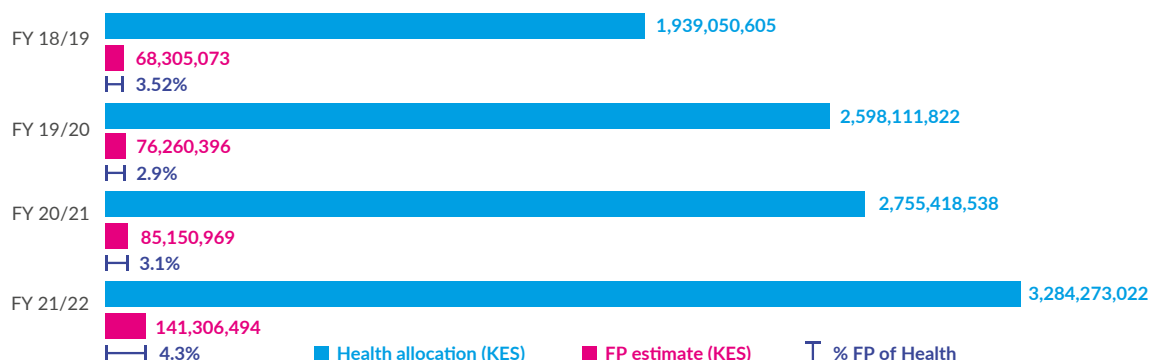 FY 18/19
1,939,050,605
68,305,073
3.52%
FY 19/20
2,598,111,822
76,260,396
2.9%
FY 20/21
2,755,418,538
85,150,969
3.1%
FY 21/22
3,284,273,022
141,306,494
4.3%
Health allocation (KES) FP estimate (KES) % FP of Health